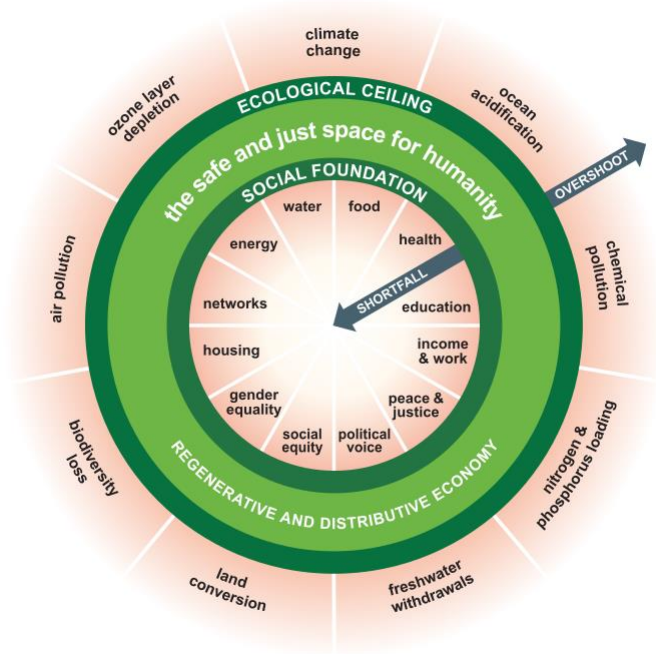 climate
change
ocean
acidification
chemical
pollution
nitrogen &
phosphorus loading
freshwater
withdrawals
land
conversion
biodiversity
loss
air pollution
ozone layer
depletion
OVERSHOOT
ECOLOGICAL CEILING
the safe and just space for humanity
SOCIAL FOUNDATION
water
food
health
SHORTFALL
education
income
& work
peace &
justice
political
voice
social
equity
gender
equality
housing
networks
energy
REGENERATIVE AND DISTRIBUTIVE ECONOMY